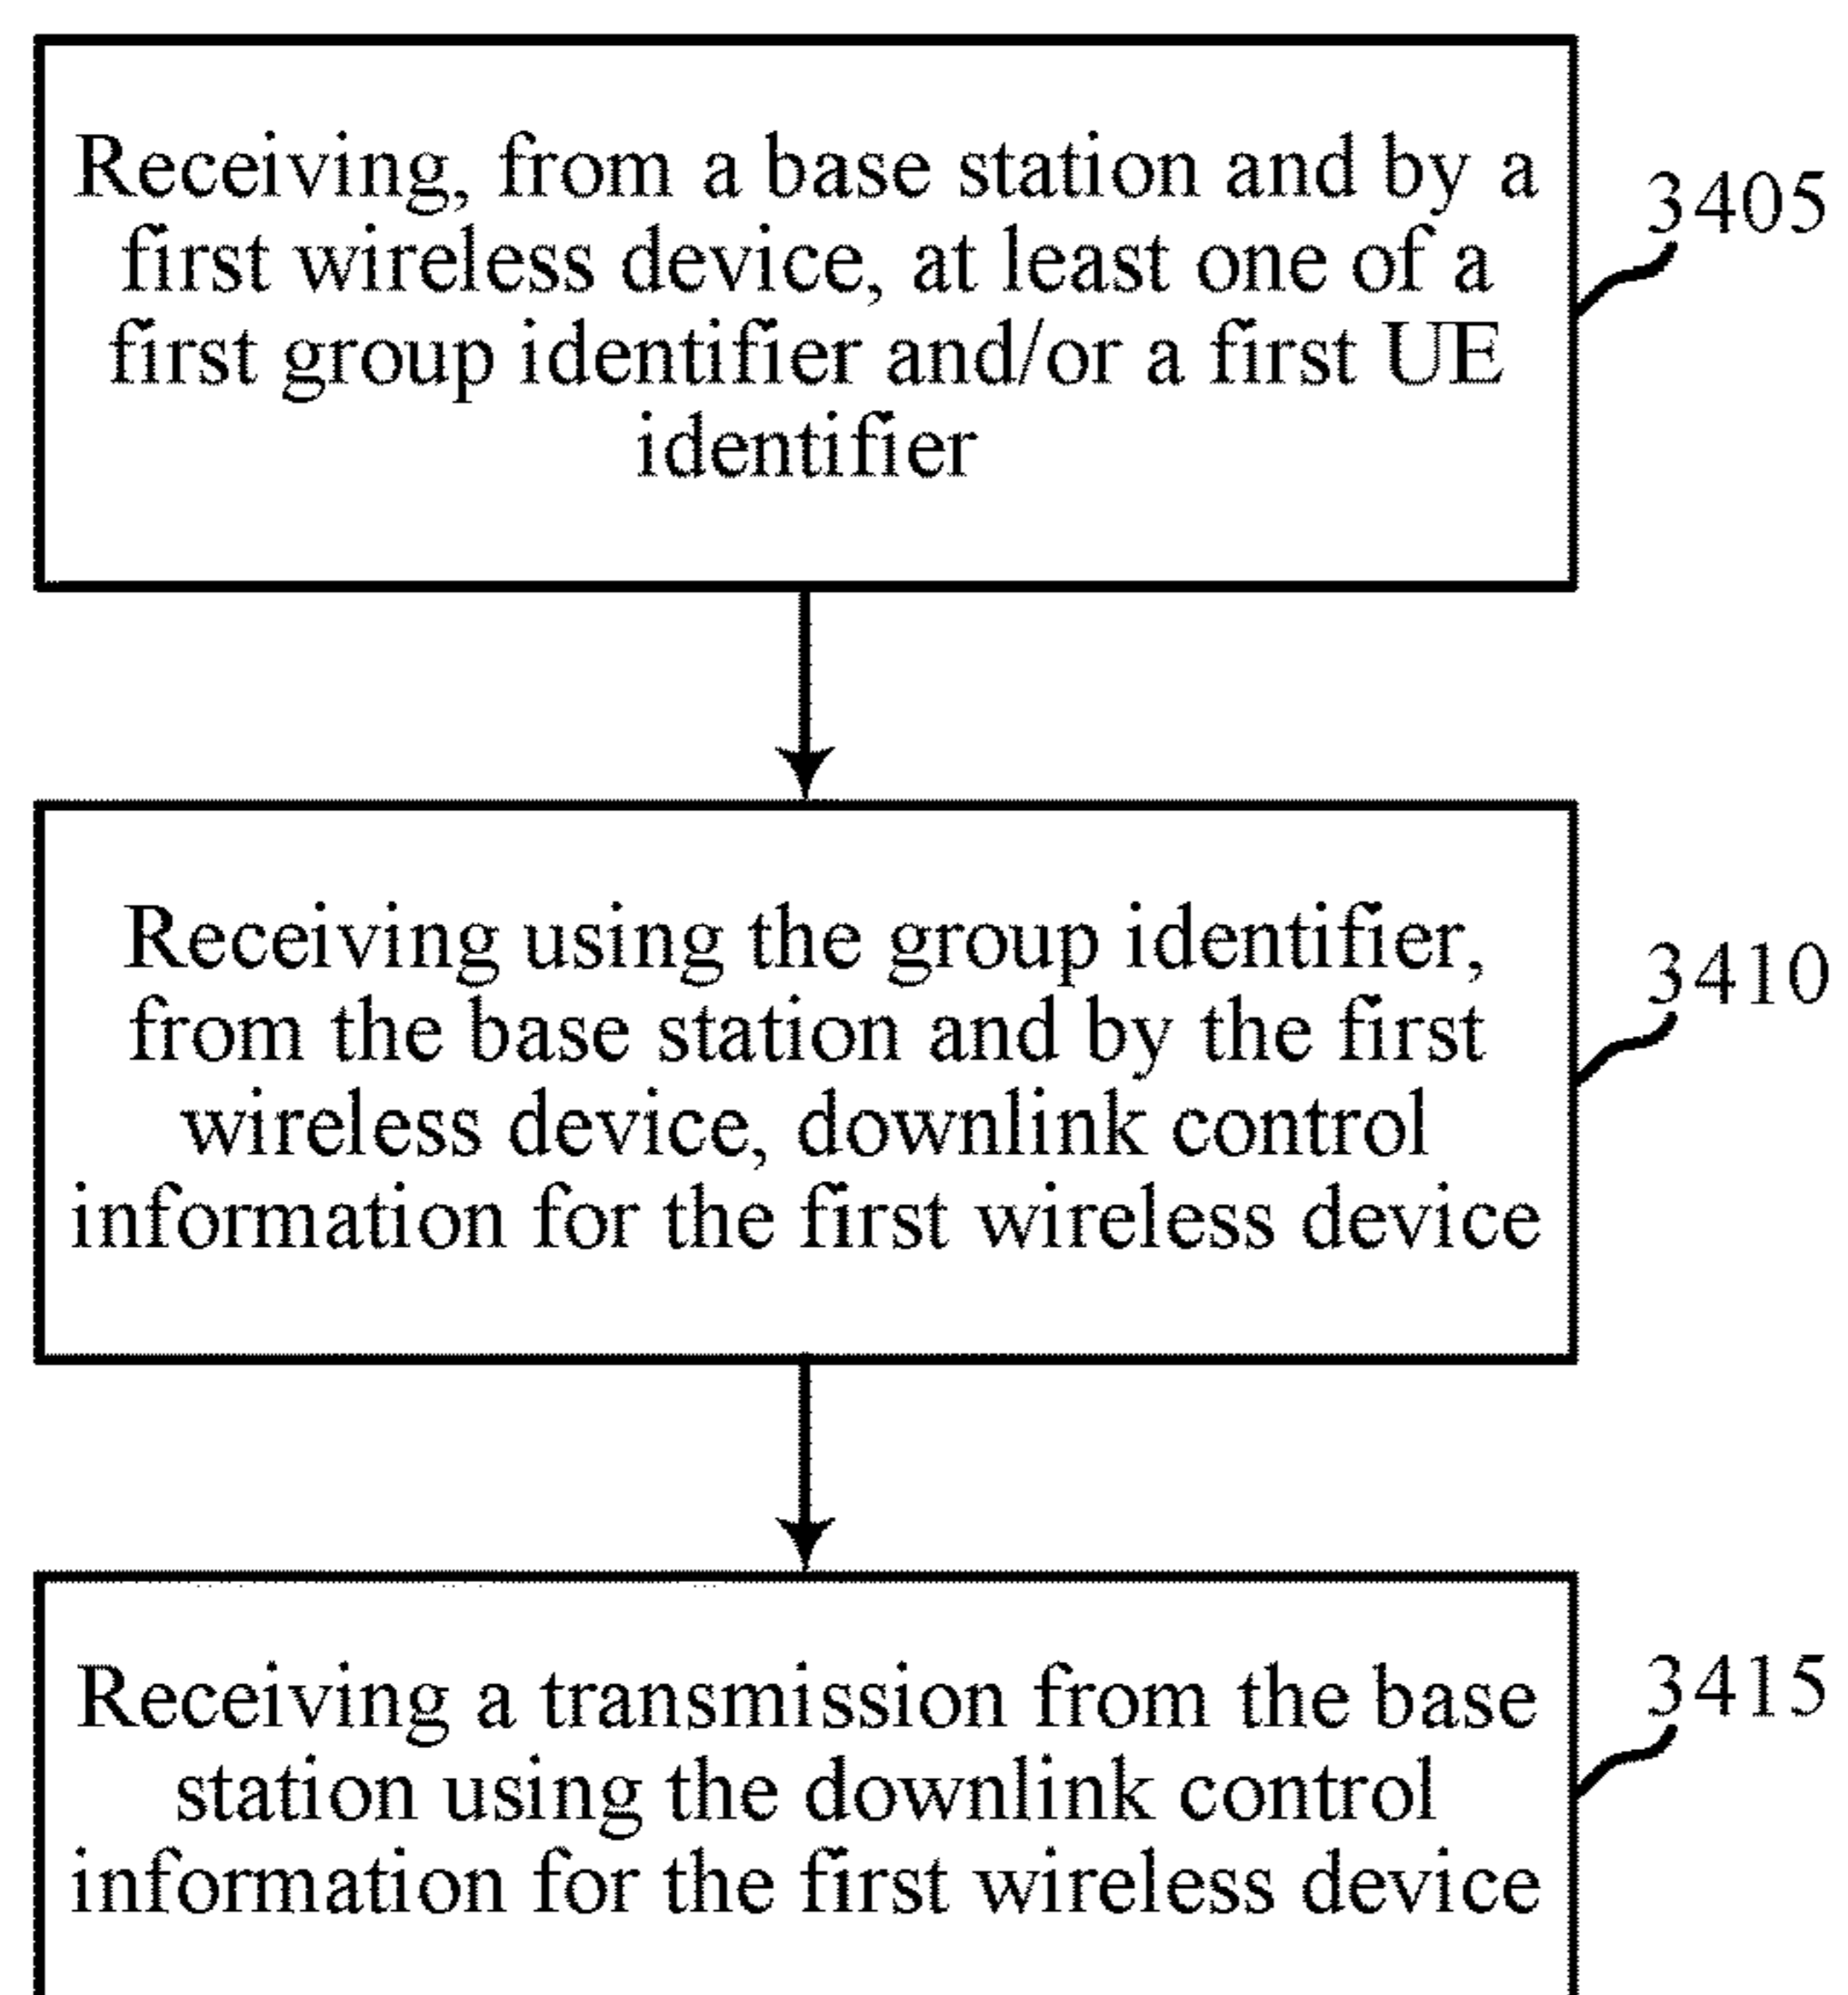 Receiving, from a base station and by a
first wireless device, at least one of a
first group identifier and/or a first UE
identifier
3405
Receiving using the group identifier,
from the base station and by the first
wireless device, downlink control
information for the first wireless device
3410
Receiving a transmission from the base
station using the downlink control
information for the first wireless device
3415